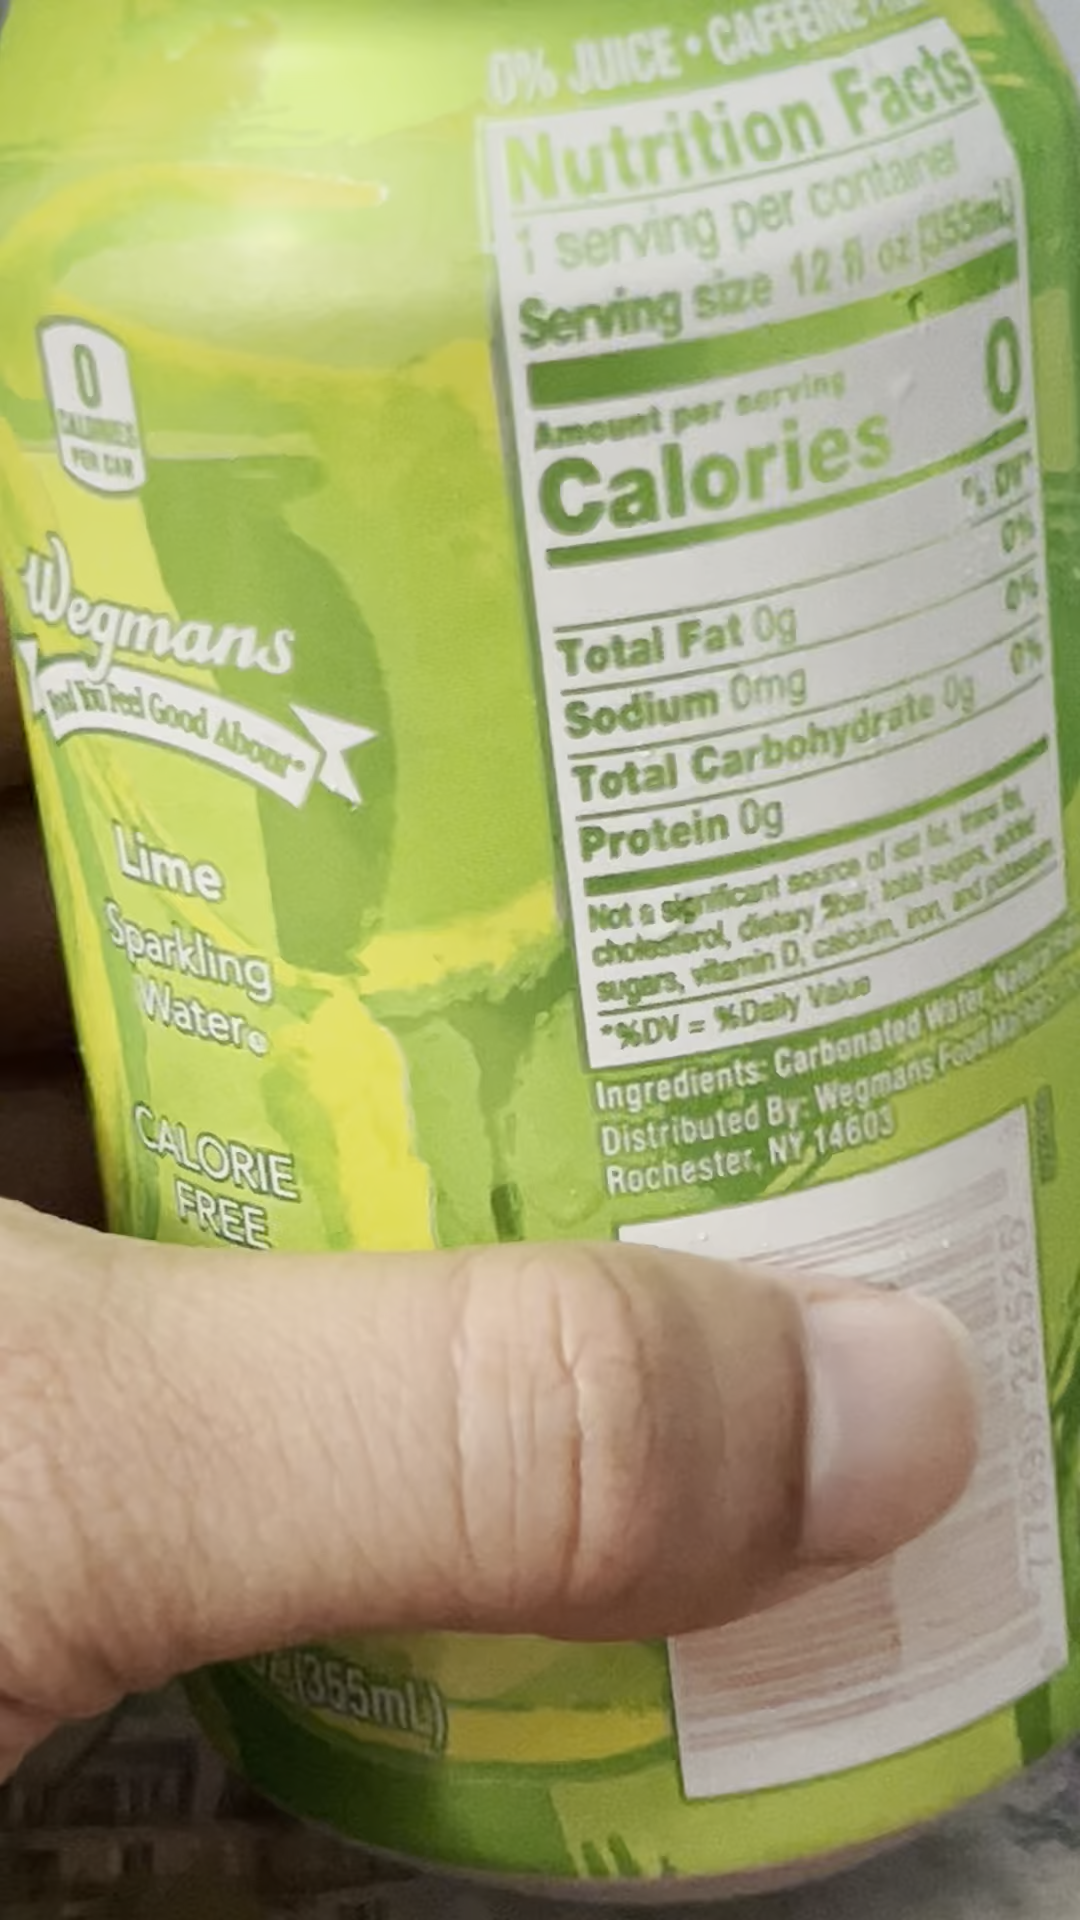 0% JUICE • CAFFEINE
Nutrition Facts
1 serving per container
Serving size 12 fl oz (355mL)
Amount per serving
Calories 0
% DV*
Total Fat 0g 0%
Sodium 0mg 0%
Total Carbohydrate 0g 0%
Protein 0g
Not a significant source of sat fat, trans fat,
cholesterol, dietary fiber, total sugars, added
sugars, vitamin D, calcium, iron, and potassium
*%DV = %Daily Value
Ingredients: Carbonated Water,
Distributed By: Wegmans Food
Rochester, NY 14603
0
CALORIES
PER CAN
Wegmans
Food You Feel Good About
Lime
Sparkling
Water
CALORIE
FREE
(355mL)